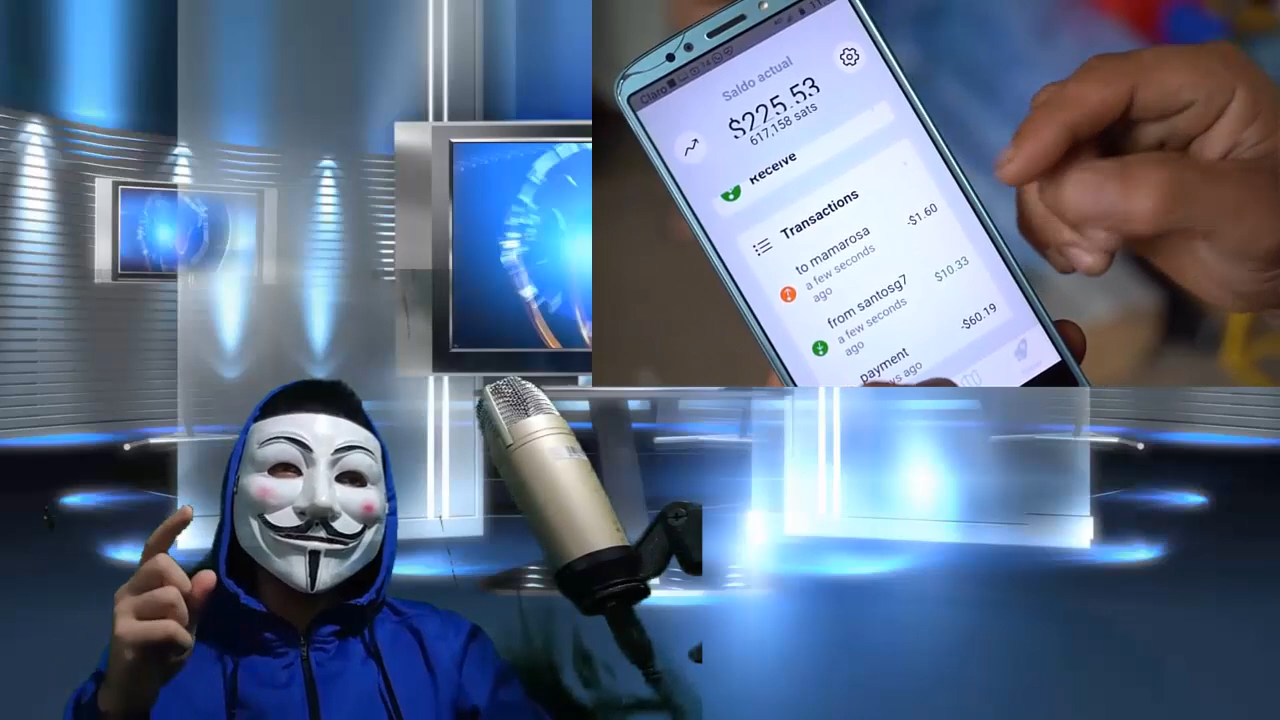 Claro
Saldo actual
$225.53
617,158 sats
Receive
Transactions
to mamarosa
a few seconds
ago
-$1.60
from santosg7
a few seconds
ago
$10.33
payment
-$60.19